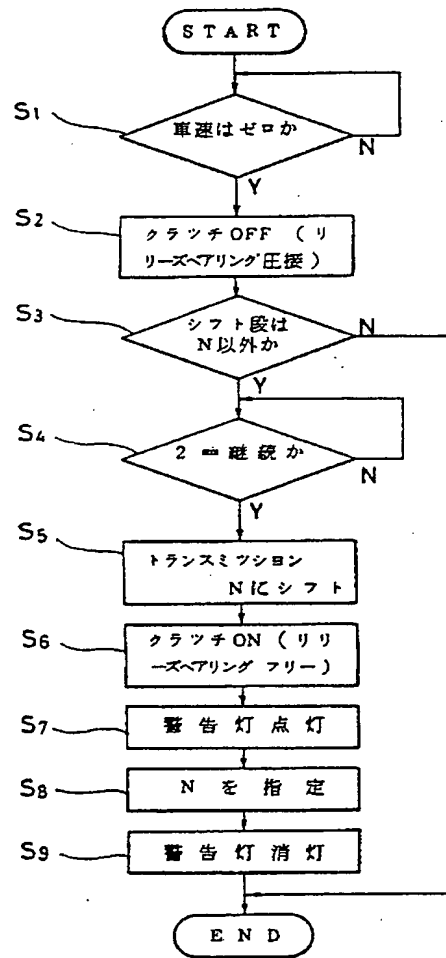 START
S1
車速はゼロか
N
Y
S2
クラッチOFF(リ
リーズベアリング圧接)
S3
シフト段は
N以外か
N
Y
S4
継続か
N
Y
S5
トランスミッション
Nにシフト
S6
クラッチON(リリ
ーズベアリング フリー)
S7
警告灯点灯
S8
Nを指定
S9
警告灯消灯
END